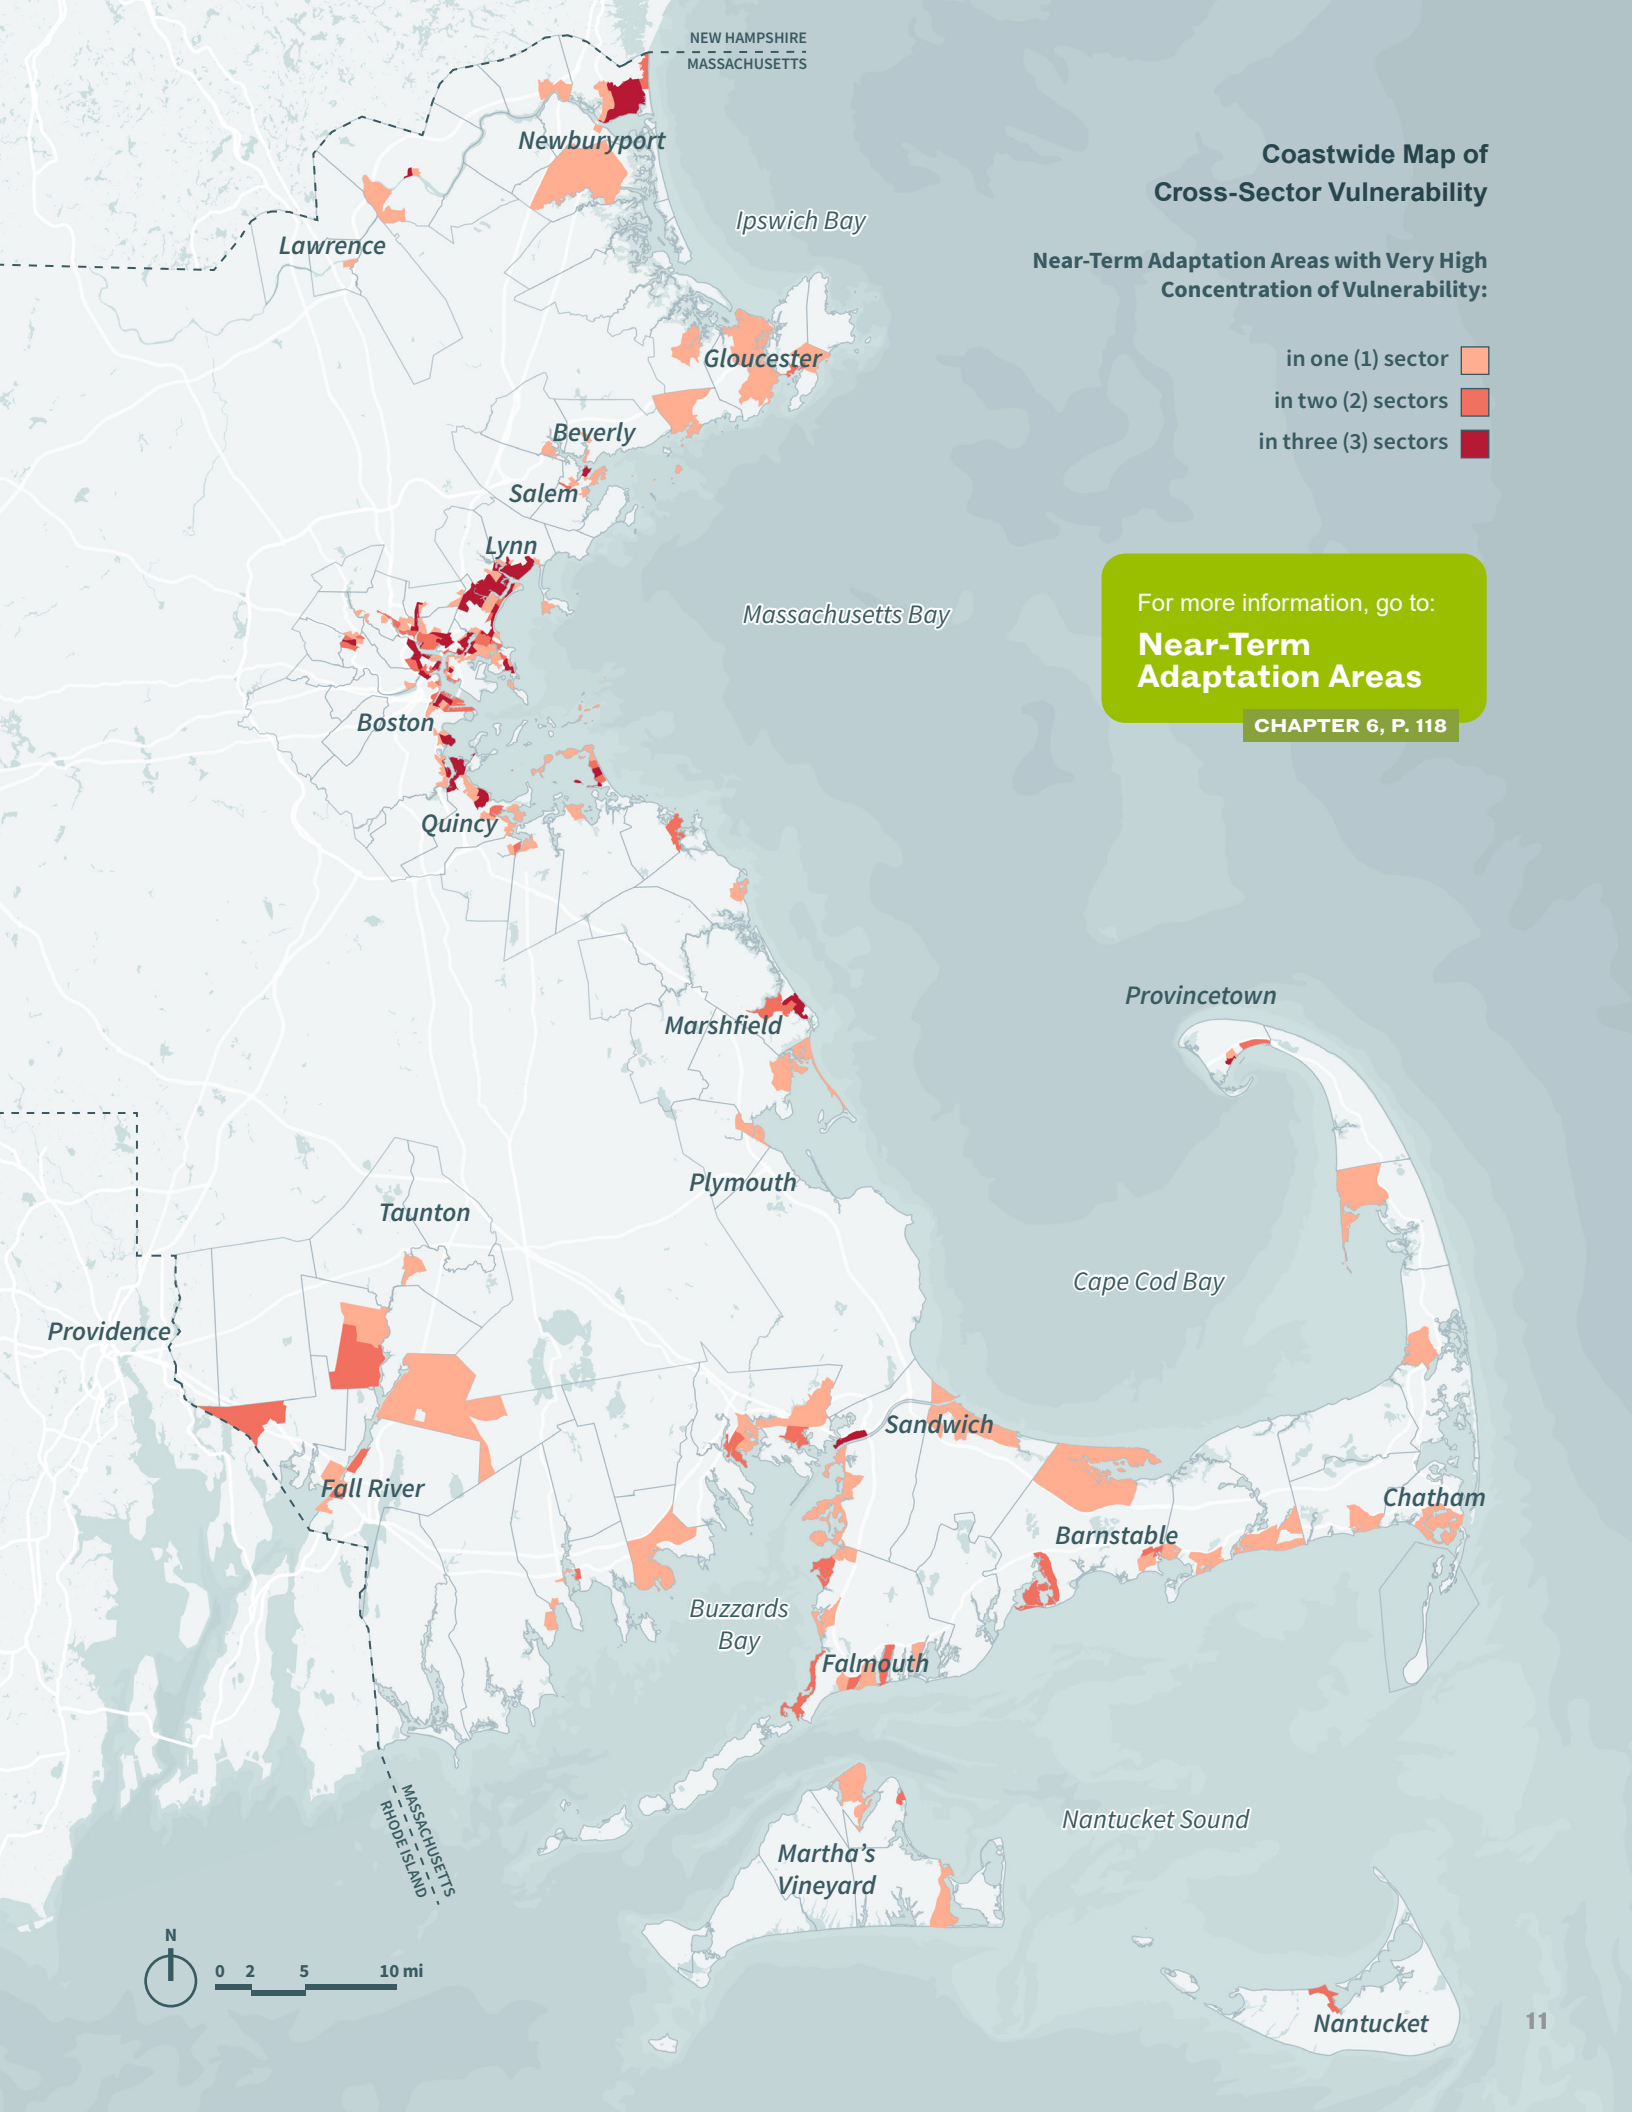 NEW HAMPSHIRE
MASSACHUSETTS
Coastwide Map of
Cross-Sector Vulnerability
Near-Term Adaptation Areas with Very High
Concentration of Vulnerability:
in one (1) sector
in two (2) sectors
in three (3) sectors
For more information, go to:
Near-Term
Adaptation Areas
CHAPTER 6, P. 118
Newburyport
Ipswich Bay
Lawrence
Gloucester
Beverly
Salem
Lynn
Massachusetts Bay
Boston
Quincy
Provincetown
Marshfield
Plymouth
Taunton
Cape Cod Bay
Providence
Sandwich
Fall River
Chatham
Barnstable
Buzzards
Bay
Falmouth
MASSACHUSETTS
RHODE ISLAND
Nantucket Sound
Martha's
Vineyard
N
0 2 5 10 mi
Nantucket
11